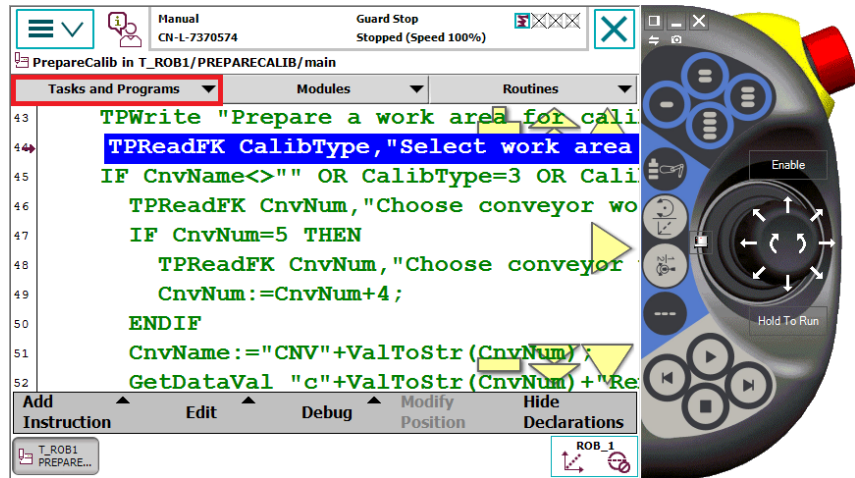 Manual
CN-L-7370574
Guard Stop
Stopped (Speed 100%)
PrepareCalib in T_ROB1/PREPARECALIB/main
Tasks and Programs
Modules
Routines
43 TPWrite "Prepare a work area for cali
44 TPReadFK CalibType,"Select work area
45 IF CnvName<>"" OR CalibType=3 OR Cali
46 TPReadFK CnvNum,"Choose conveyor wo
47 IF CnvNum=5 THEN
48 TPReadFK CnvNum,"Choose conveyor
49 CnvNum:=CnvNum+4;
50 ENDIF
51 CnvName:="CNV"+ValToStr(CnvNum);
52 GetDataVal "c"+ValToStr(CnvNum)+"Re
Add Instruction
Edit
Debug
Modify Position
Hide Declarations
T_ROB1
PREPARE...
ROB_1
Enable
Hold To Run